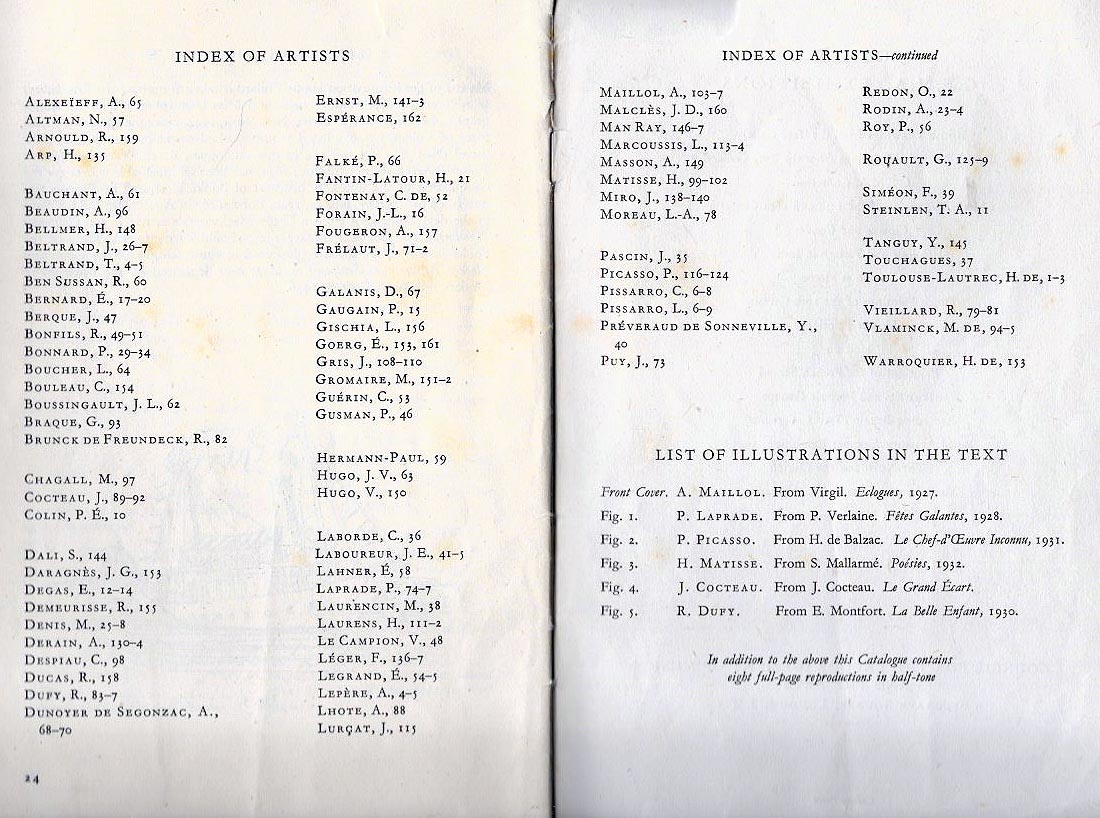 INDEX OF ARTISTS
ALEXEÏEFF, A., 65
ALTMAN, N., 57
ARNOULD, R., 159
ARP, H., 135
BAUCHANT, A., 61
BEAUDIN, A., 96
BELLMER, H., 148
BELTRAND, J., 26–7
BELTRAND, T., 4–5
BEN SUSSAN, R., 60
BERNARD, É., 17–20
BERQUE, J., 47
BONFILS, R., 49–51
BONNARD, P., 29–34
BOUCHER, L., 64
BOULEAU, C., 154
BOUSSINGAULT, J. L., 62
BRAQUE, G., 93
BRUNCK DE FREUNDECK, R., 82
CHAGALL, M., 97
COCTEAU, J., 89–92
COLIN, P. É., 10
DALI, S., 144
DARAGNÈS, J. G., 153
DEGAS, E., 12–14
DEMEURISSE, R., 155
DENIS, M., 25–8
DERAIN, A., 130–4
DESPIAU, C., 98
DUCAS, R., 158
DUFY, R., 83–7
DUNOYER DE SEGONZAC, A.,
68–70
24
ERNST, M., 141–3
ESPÉRANCE, 162
FALKÉ, P., 66
FANTIN-LATOUR, H., 21
FONTENAY, C. DE, 52
FORAIN, J.-L., 16
FOUGERON, A., 157
FRÉLAUT, J., 71–2
GALANIS, D., 67
GAUGAIN, P., 15
GISCHIA, L., 156
GOERG, É., 153, 161
GRIS, J., 108–110
GROMAIRE, M., 151–2
GUÉRIN, C., 53
GUSMAN, P., 46
HERMANN-PAUL, 59
HUGO, J. V., 63
HUGO, V., 150
LABORDE, C., 36
LABOUREUR, J. E., 41–5
LAHNER, É, 58
LAPRADE, P., 74–7
LAURENCIN, M., 38
LAURENS, H., 111–2
LE CAMPION, V., 48
LÉGER, F., 136–7
LEGRAND, É., 54–5
LEPÈRE, A., 4–5
LHOTE, A., 88
LURÇAT, J., 115
INDEX OF ARTISTS—continued
MAILLOL, A., 103–7
MALCLÈS, J. D., 160
MAN RAY, 146–7
MARCOUSSIS, L., 113–4
MASSON, A., 149
MATISSE, H., 99–102
MIRO, J., 138–140
MOREAU, L.-A., 78
PASCIN, J., 35
PICASSO, P., 116–124
PISSARRO, C., 6–8
PISSARRO, L., 6–9
PRÉVERAUD DE SONNEVILLE, Y.,
40
PUY, J., 73
REDON, O., 22
RODIN, A., 23–4
ROY, P., 56
ROUAULT, G., 125–9
SIMÉON, F., 39
STEINLEN, T. A., 11
TANGUY, Y., 145
TOUCHAGUES, 37
TOULOUSE-LAUTREC, H. DE, 1–3
VIEILLARD, R., 79–81
VLAMINCK, M. DE, 94–5
WARROQUIER, H. DE, 153
LIST OF ILLUSTRATIONS IN THE TEXT
Front Cover. A. MAILLOL. From Virgil. Eclogues, 1927.
Fig. 1. P. LAPRADE. From P. Verlaine. Fêtes Galantes, 1928.
Fig. 2. P. PICASSO. From H. de Balzac. Le Chef-d'Œuvre Inconnu, 1931.
Fig. 3. H. MATISSE. From S. Mallarmé. Poésies, 1932.
Fig. 4. J. COCTEAU. From J. Cocteau. Le Grand Écart.
Fig. 5. R. DUFY. From E. Montfort. La Belle Enfant, 1930.
In addition to the above this Catalogue contains
eight full-page reproductions in half-tone